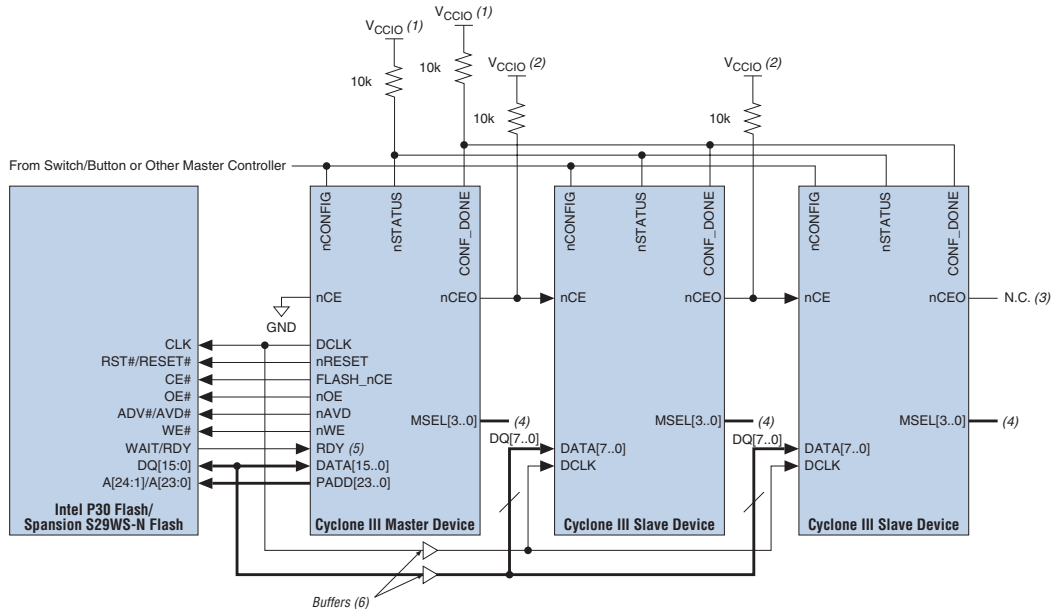 VCCIO (1)
VCCIO (1)
10k
10k
VCCIO (2)
VCCIO (2)
10k
10k
From Switch/Button or Other Master Controller
nCONFIG
nSTATUS
CONF_DONE
nCONFIG
nSTATUS
CONF_DONE
nCONFIG
nSTATUS
CONF_DONE
nCE
nCEO
nCE
nCEO
nCE
nCEO
N.C. (3)
GND
CLK
DCLK
RST#/RESET#
nRESET
CE#
FLASH_nCE
OE#
nOE
ADV#/AVD#
nAVD
MSEL[3..0]
(4)
MSEL[3..0]
(4)
MSEL[3..0]
(4)
WE#
nWE
DQ[7..0]
DQ[7..0]
WAIT/RDY
RDY (5)
DATA[7..0]
DATA[7..0]
DQ[15:0]
DATA[15..0]
DCLK
DCLK
A[24:1]/A[23:0]
PADD[23..0]
Intel P30 Flash/
Spansion S29WS-N Flash
Cyclone III Master Device
Cyclone III Slave Device
Cyclone III Slave Device
Buffers (6)